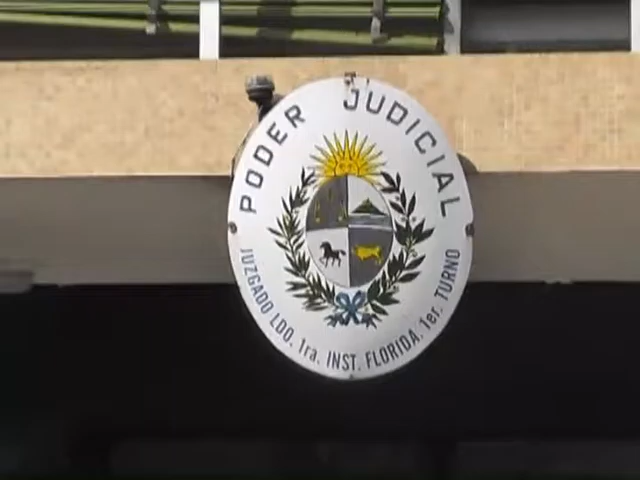 PODER JUDICIAL
JUZGADO LDO. 1ra. INST. FLORIDA. 1er. TURNO